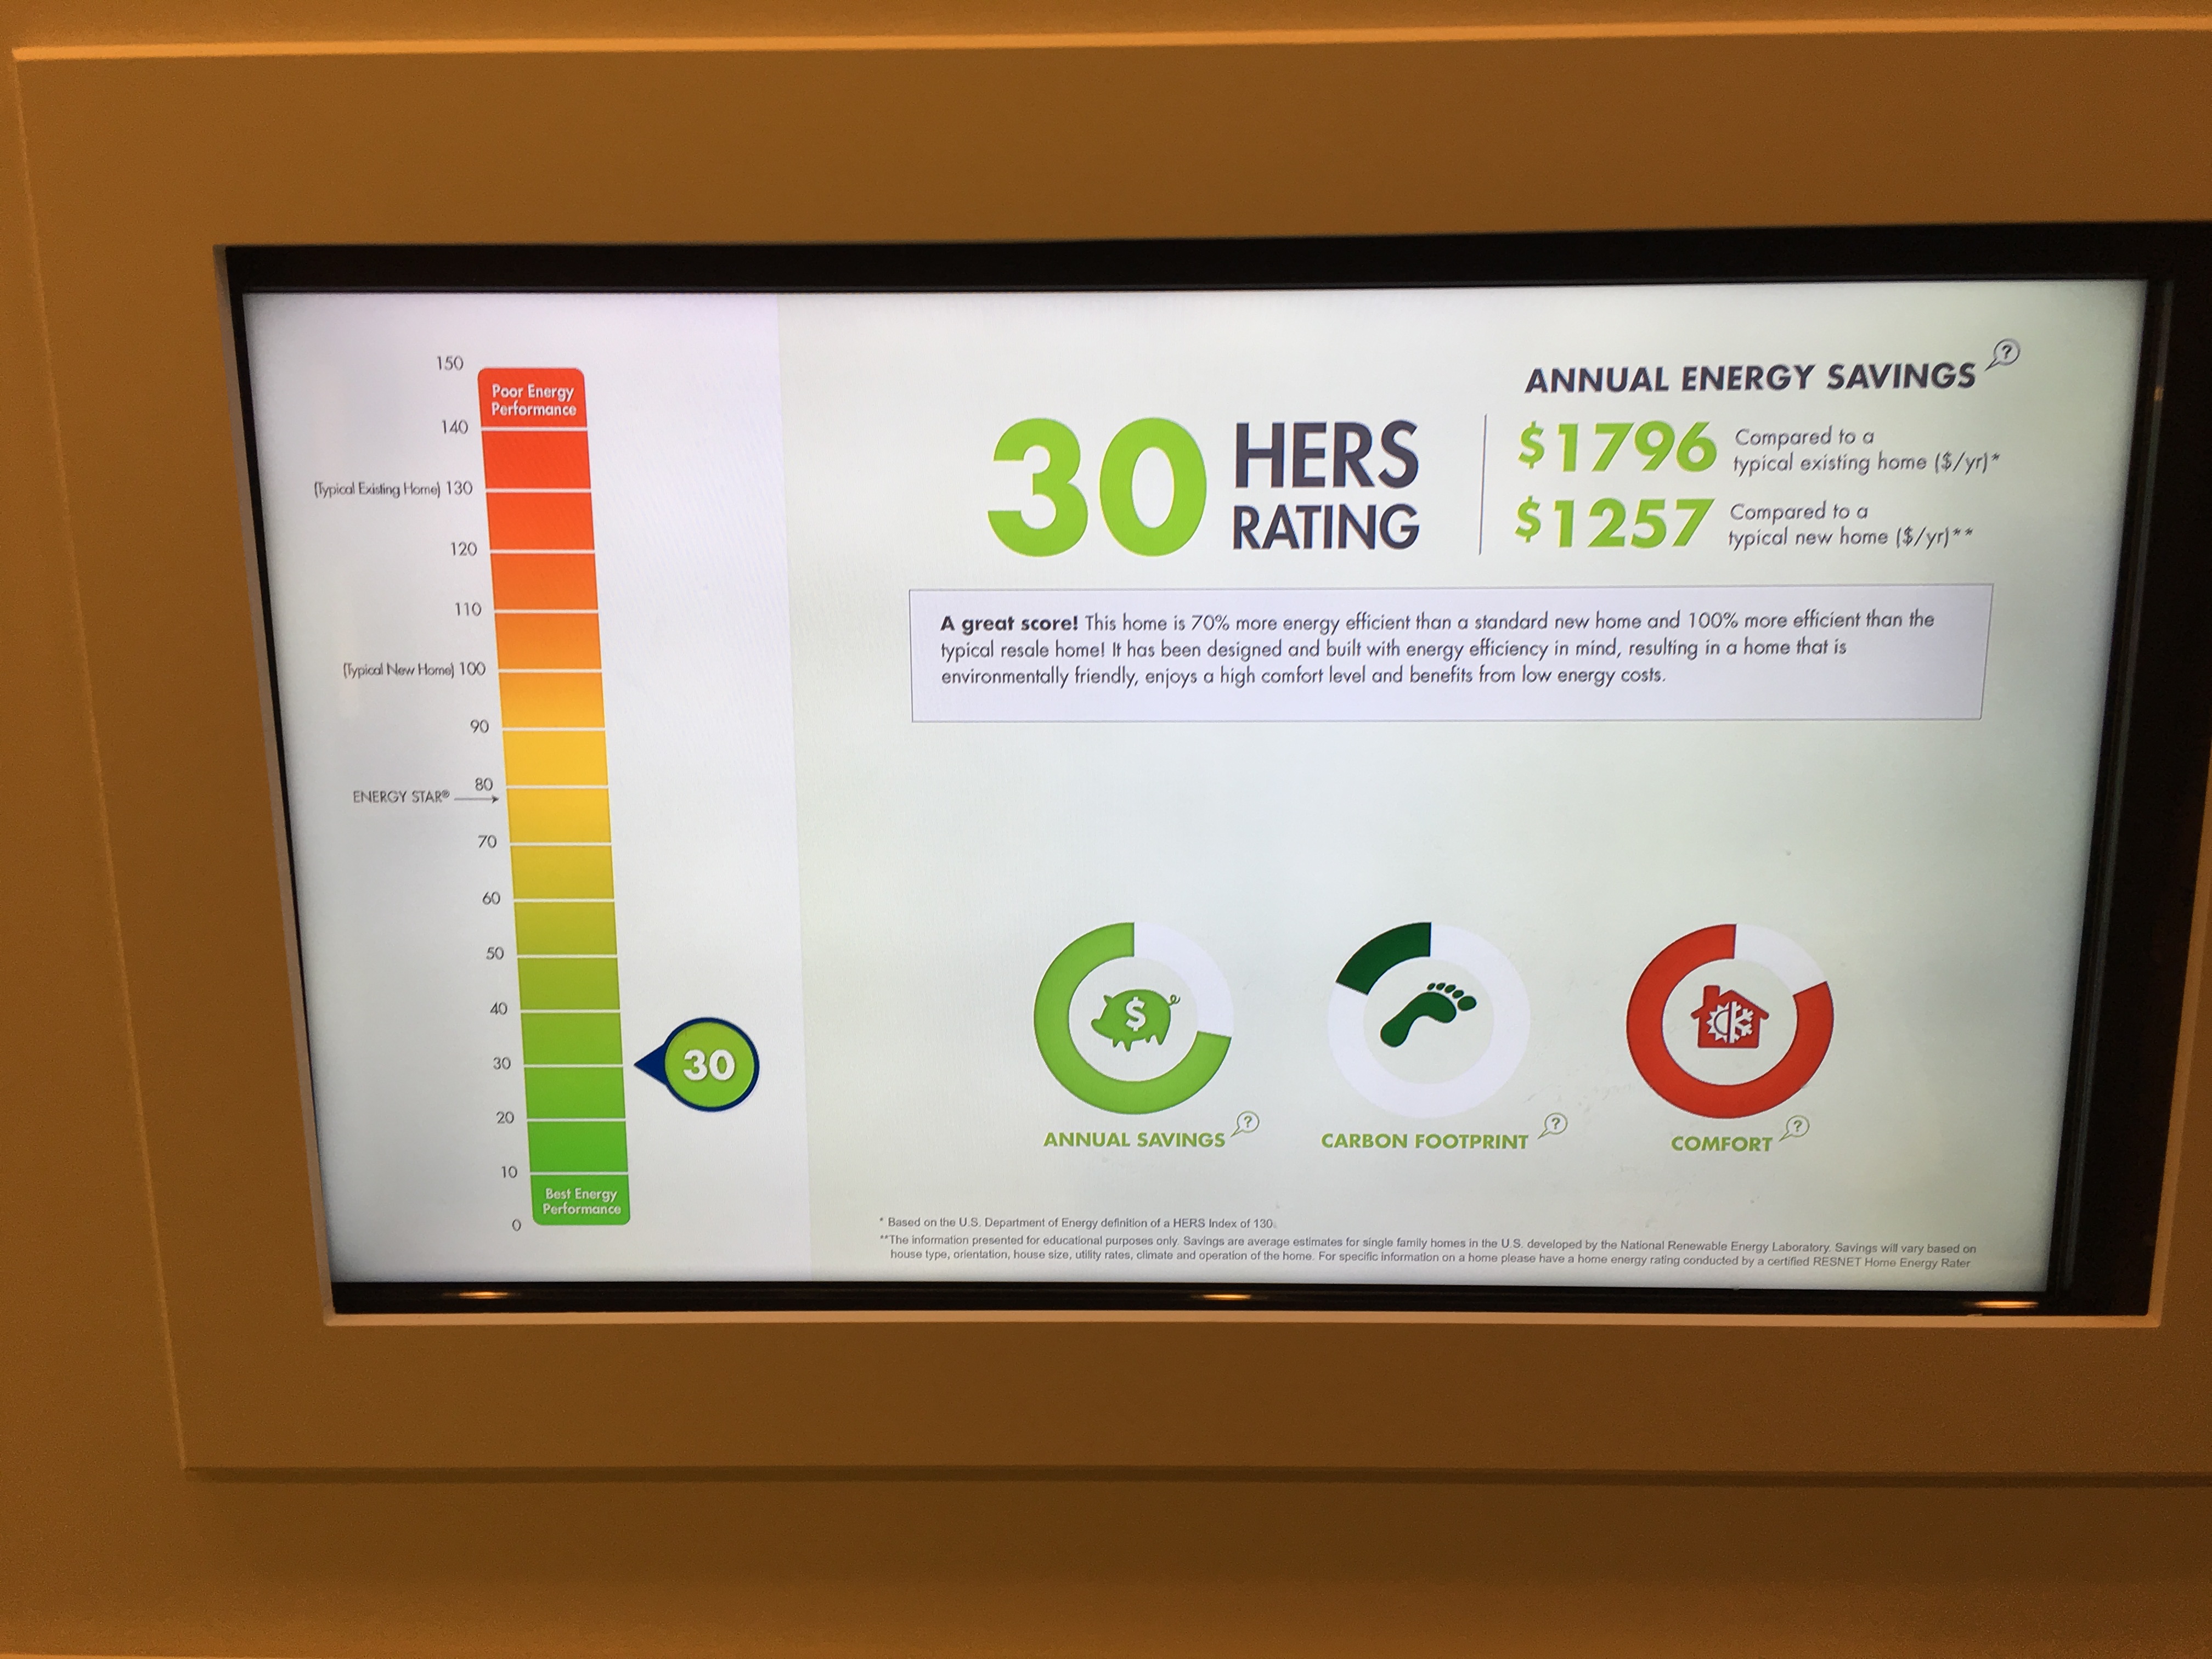 150
Poor Energy
Performance
140
(Typical Existing Home) 130
120
110
(Typical New Home) 100
90
80
ENERGY STAR®
70
60
50
40
30
20
10
Best Energy
Performance
0
30
30 HERS
RATING
ANNUAL ENERGY SAVINGS ?
$1796 Compared to a
typical existing home ($/yr)*
$1257 Compared to a
typical new home ($/yr)**
A great score! This home is 70% more energy efficient than a standard new home and 100% more efficient than the
typical resale home! It has been designed and built with energy efficiency in mind, resulting in a home that is
environmentally friendly, enjoys a high comfort level and benefits from low energy costs.
$
ANNUAL SAVINGS ?
CARBON FOOTPRINT ?
COMFORT ?
* Based on the U.S. Department of Energy definition of a HERS Index of 130.
**The information presented for educational purposes only. Savings are average estimates for single family homes in the U.S. developed by the National Renewable Energy Laboratory. Savings will vary based on
house type, orientation, house size, utility rates, climate and operation of the home. For specific information on a home please have a home energy rating conducted by a certified RESNET Home Energy Rater